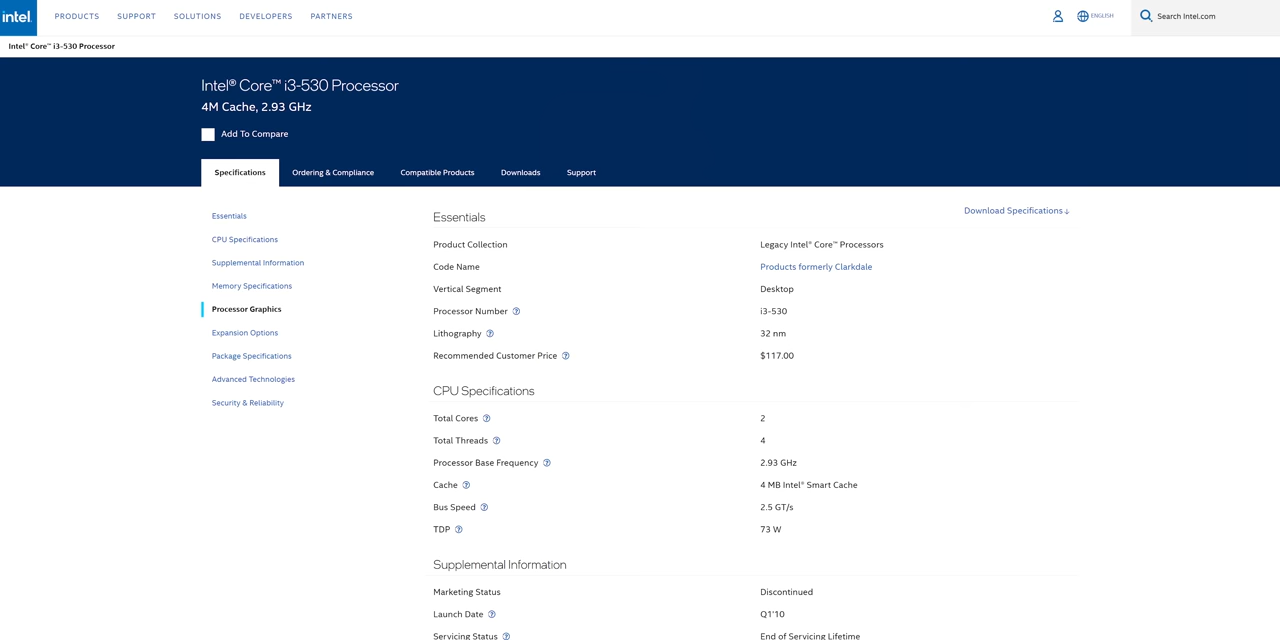 intel.
PRODUCTS SUPPORT SOLUTIONS DEVELOPERS PARTNERS
ENGLISH
Search Intel.com
Intel® Core™ i3-530 Processor
Intel® Core™ i3-530 Processor
4M Cache, 2.93 GHz
Add To Compare
Specifications Ordering & Compliance Compatible Products Downloads Support
Essentials
CPU Specifications
Supplemental Information
Memory Specifications
Processor Graphics
Expansion Options
Package Specifications
Advanced Technologies
Security & Reliability
Download Specifications↓
Essentials
Product Collection Legacy Intel® Core™ Processors
Code Name Products formerly Clarkdale
Vertical Segment Desktop
Processor Number ? i3-530
Lithography ? 32 nm
Recommended Customer Price ? $117.00
CPU Specifications
Total Cores ? 2
Total Threads ? 4
Processor Base Frequency ? 2.93 GHz
Cache ? 4 MB Intel® Smart Cache
Bus Speed ? 2.5 GT/s
TDP ? 73 W
Supplemental Information
Marketing Status Discontinued
Launch Date ? Q1'10
Servicing Status ? End of Servicing Lifetime